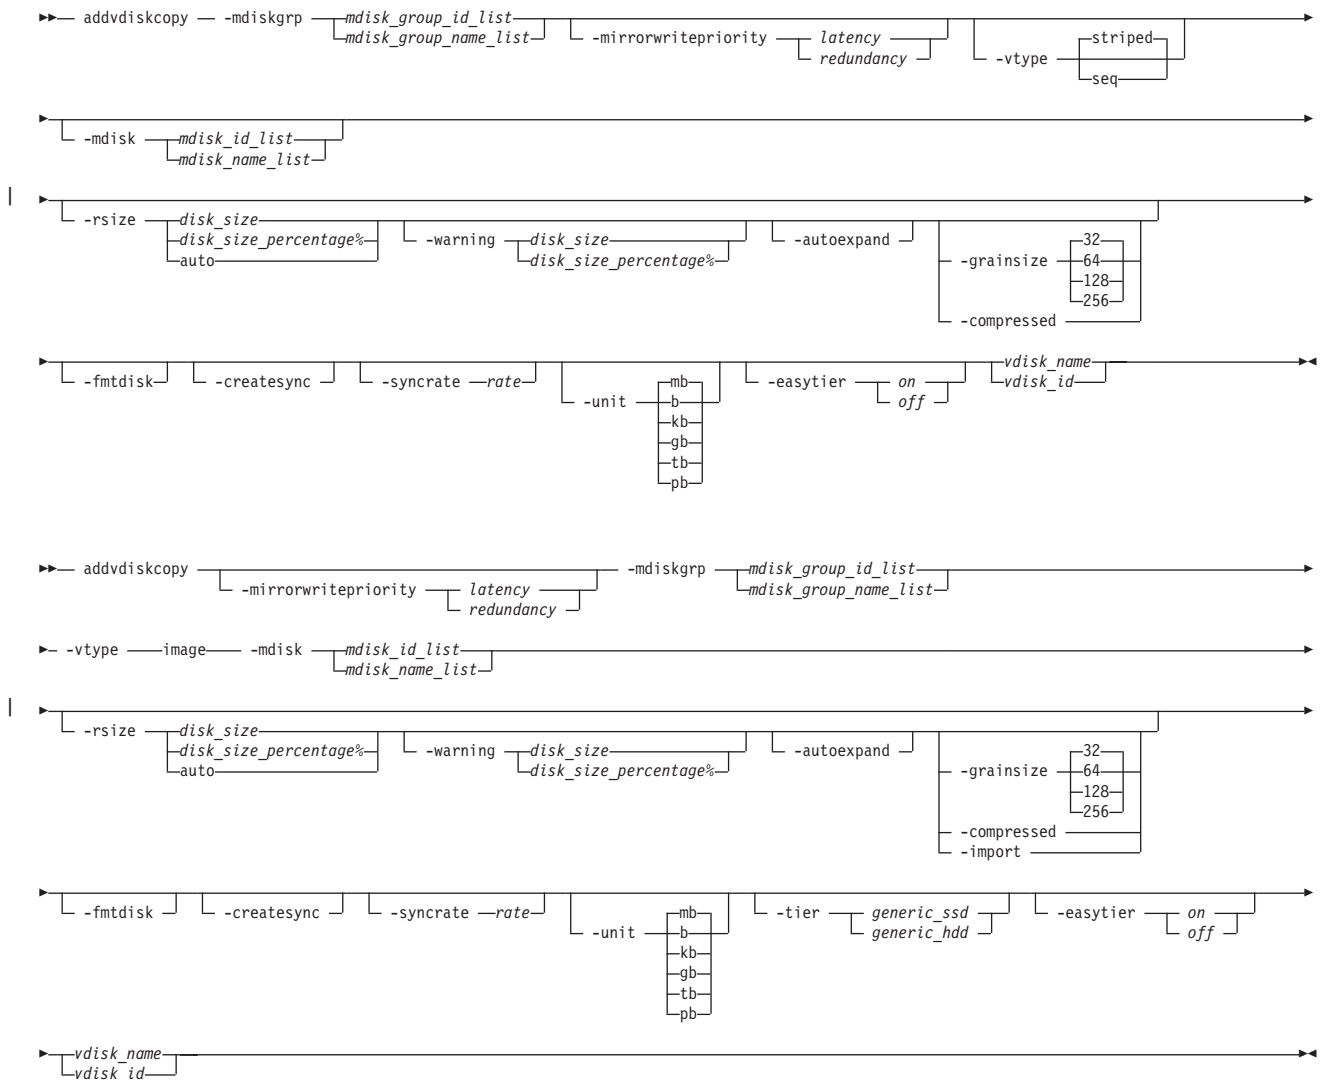 addvdiskcopy -mdiskgrp mdisk_group_id_list
mdisk_group_name_list
-mirrorwritepriority latency
redundancy
-vtype striped
seq
-mdisk mdisk_id_list
mdisk_name_list
-rsize disk_size
disk_size_percentage%
auto
-warning disk_size
disk_size_percentage%
-autoexpand
-grainsize 32
64
128
256
-compressed
-fmtdisk -createsync -syncrate rate
-unit mb
b
kb
gb
tb
pb
-easytier on
off
vdisk_name
vdisk_id
addvdiskcopy
-mirrorwritepriority latency
redundancy
-mdiskgrp mdisk_group_id_list
mdisk_group_name_list
-vtype image -mdisk mdisk_id_list
mdisk_name_list
-rsize disk_size
disk_size_percentage%
auto
-warning disk_size
disk_size_percentage%
-autoexpand
-grainsize 32
64
128
256
-compressed
-import
-fmtdisk -createsync -syncrate rate
-unit mb
b
kb
gb
tb
pb
-tier generic_ssd
generic_hdd
-easytier on
off
vdisk_name
vdisk_id